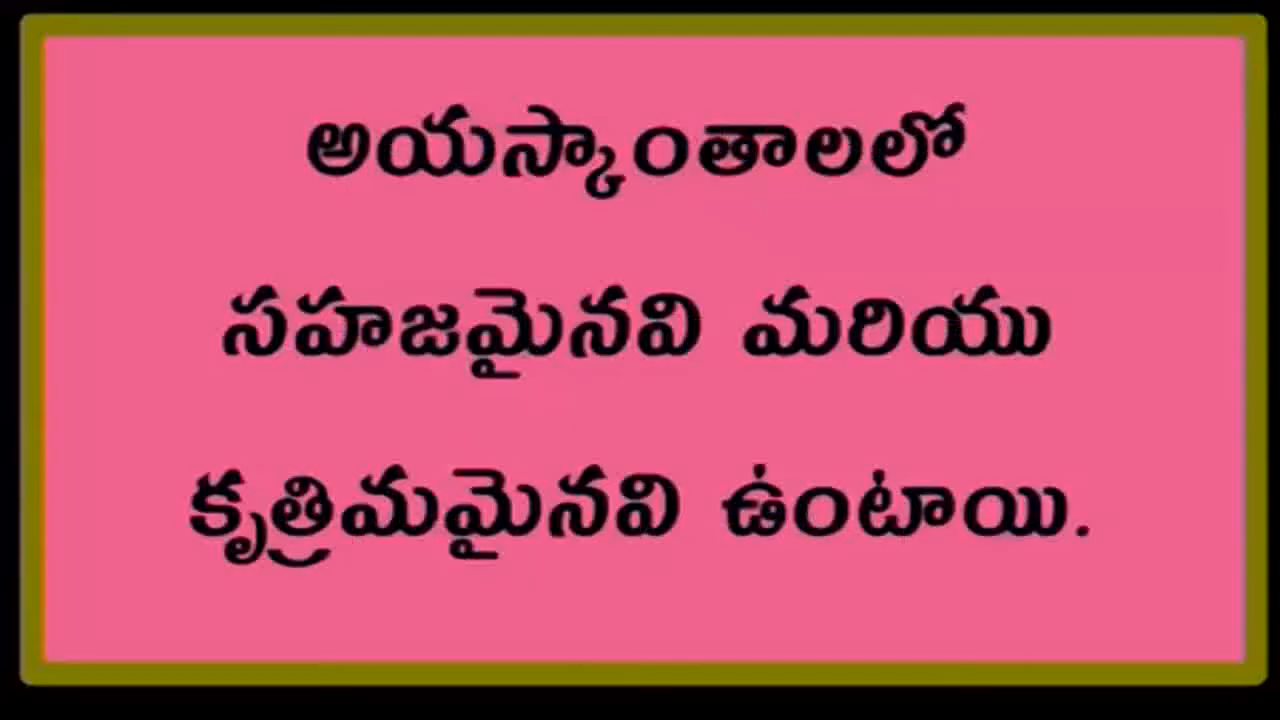 అయస్కాంతాలలో
సహజమైనవి మరియు
కృత్రిమమైనవి ఉంటాయి.